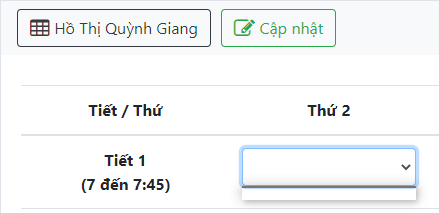 Hồ Thị Quỳnh Giang
Cập nhật
Tiết / Thứ
Thứ 2
Tiết 1
(7 đến 7:45)